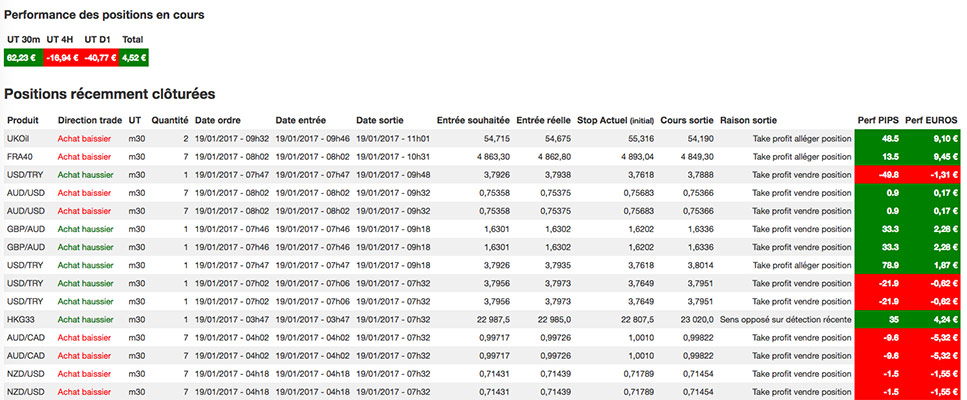 Performance des positions en cours
UT 30m UT 4H UT D1 Total
62,23 € -16,94 € -40,77 € 4,52 €
Positions récemment clôturées
Produit Direction trade UT Quantité Date ordre Date entrée Date sortie Entrée souhaitée Entrée réelle Stop Actuel (initial) Cours sortie Raison sortie Perf PIPS Perf EUROS
UKOil Achat baissier m30 2 19/01/2017 - 09h32 19/01/2017 - 09h46 19/01/2017 - 11h01 54,715 54,675 55,316 54,190 Take profit alléger position 48.5 9,10 €
FRA40 Achat baissier m30 7 19/01/2017 - 08h02 19/01/2017 - 08h02 19/01/2017 - 10h31 4 863,30 4 862,80 4 893,04 4 849,30 Take profit alléger position 13.5 9,45 €
USD/TRY Achat haussier m30 1 19/01/2017 - 07h47 19/01/2017 - 07h47 19/01/2017 - 09h48 3,7926 3,7938 3,7618 3,7888 Take profit vendre position -49.8 -1,31 €
AUD/USD Achat baissier m30 7 19/01/2017 - 08h02 19/01/2017 - 08h02 19/01/2017 - 09h32 0,75358 0,75375 0,75683 0,75366 Take profit vendre position 0.9 0,17 €
AUD/USD Achat baissier m30 7 19/01/2017 - 08h02 19/01/2017 - 08h02 19/01/2017 - 09h32 0,75358 0,75375 0,75683 0,75366 Take profit vendre position 0.9 0,17 €
GBP/AUD Achat haussier m30 1 19/01/2017 - 07h46 19/01/2017 - 07h46 19/01/2017 - 09h18 1,6301 1,6302 1,6202 1,6336 Take profit vendre position 33.3 2,28 €
GBP/AUD Achat haussier m30 1 19/01/2017 - 07h46 19/01/2017 - 07h46 19/01/2017 - 09h18 1,6301 1,6302 1,6202 1,6336 Take profit vendre position 33.3 2,28 €
USD/TRY Achat haussier m30 1 19/01/2017 - 07h47 19/01/2017 - 07h47 19/01/2017 - 09h18 3,7926 3,7935 3,7618 3,8014 Take profit alléger position 78.9 1,87 €
USD/TRY Achat haussier m30 1 19/01/2017 - 07h02 19/01/2017 - 07h06 19/01/2017 - 07h32 3,7956 3,7973 3,7649 3,7951 Take profit vendre position -21.9 -0,62 €
USD/TRY Achat haussier m30 1 19/01/2017 - 07h02 19/01/2017 - 07h06 19/01/2017 - 07h32 3,7956 3,7973 3,7649 3,7951 Take profit vendre position -21.9 -0,62 €
HKG33 Achat haussier m30 1 19/01/2017 - 03h47 19/01/2017 - 03h47 19/01/2017 - 07h32 22 987,5 22 985,0 22 807,5 23 020,0 Sens opposé sur détection récente 35 4,24 €
AUD/CAD Achat baissier m30 7 19/01/2017 - 04h02 19/01/2017 - 04h02 19/01/2017 - 07h32 0,99717 0,99726 1,0010 0,99822 Take profit vendre position -9.6 -5,32 €
AUD/CAD Achat baissier m30 7 19/01/2017 - 04h02 19/01/2017 - 04h02 19/01/2017 - 07h32 0,99717 0,99726 1,0010 0,99822 Take profit vendre position -9.6 -5,32 €
NZD/USD Achat baissier m30 7 19/01/2017 - 04h18 19/01/2017 - 04h18 19/01/2017 - 07h32 0,71431 0,71439 0,71789 0,71454 Take profit vendre position -1.5 -1,55 €
NZD/USD Achat baissier m30 7 19/01/2017 - 04h18 19/01/2017 - 04h18 19/01/2017 - 07h32 0,71431 0,71439 0,71789 0,71454 Take profit vendre position -1.5 -1,55 €